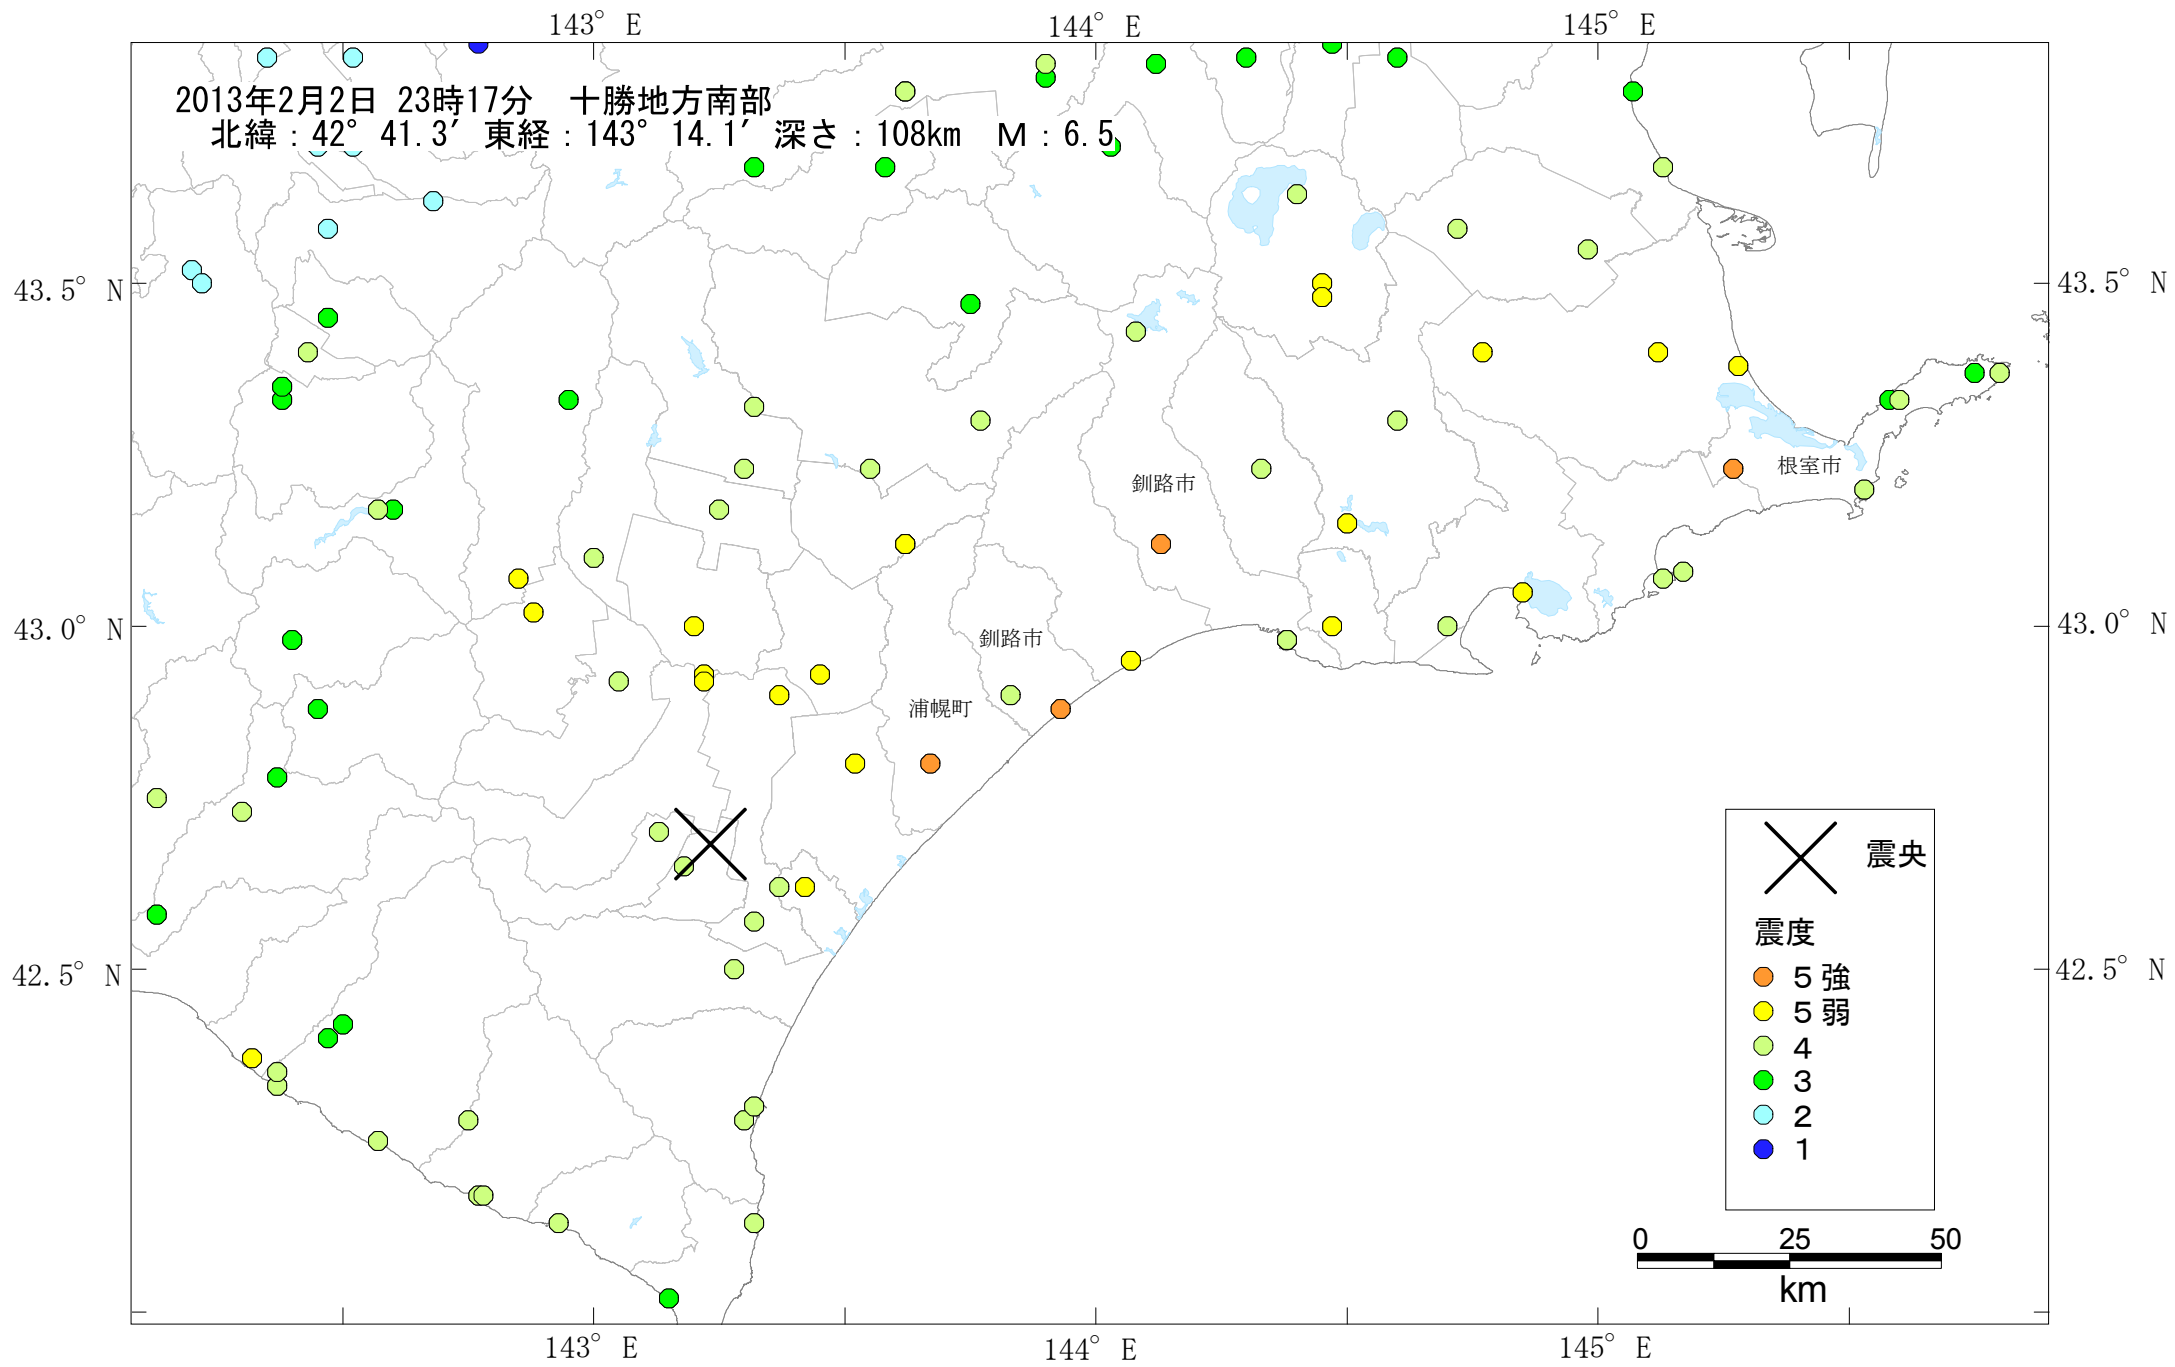 143° E
144° E
145° E
2013年2月2日 23時17分 十勝地方南部
北緯：42° 41.3′ 東経：143° 14.1′ 深さ：108km M：6.5
43.5° N
43.5° N
根室市
釧路市
43.0° N
43.0° N
釧路市
浦幌町
震央
震度
５強
５弱
４
３
２
１
42.5° N
42.5° N
0 25 50
km
143° E
144° E
145° E